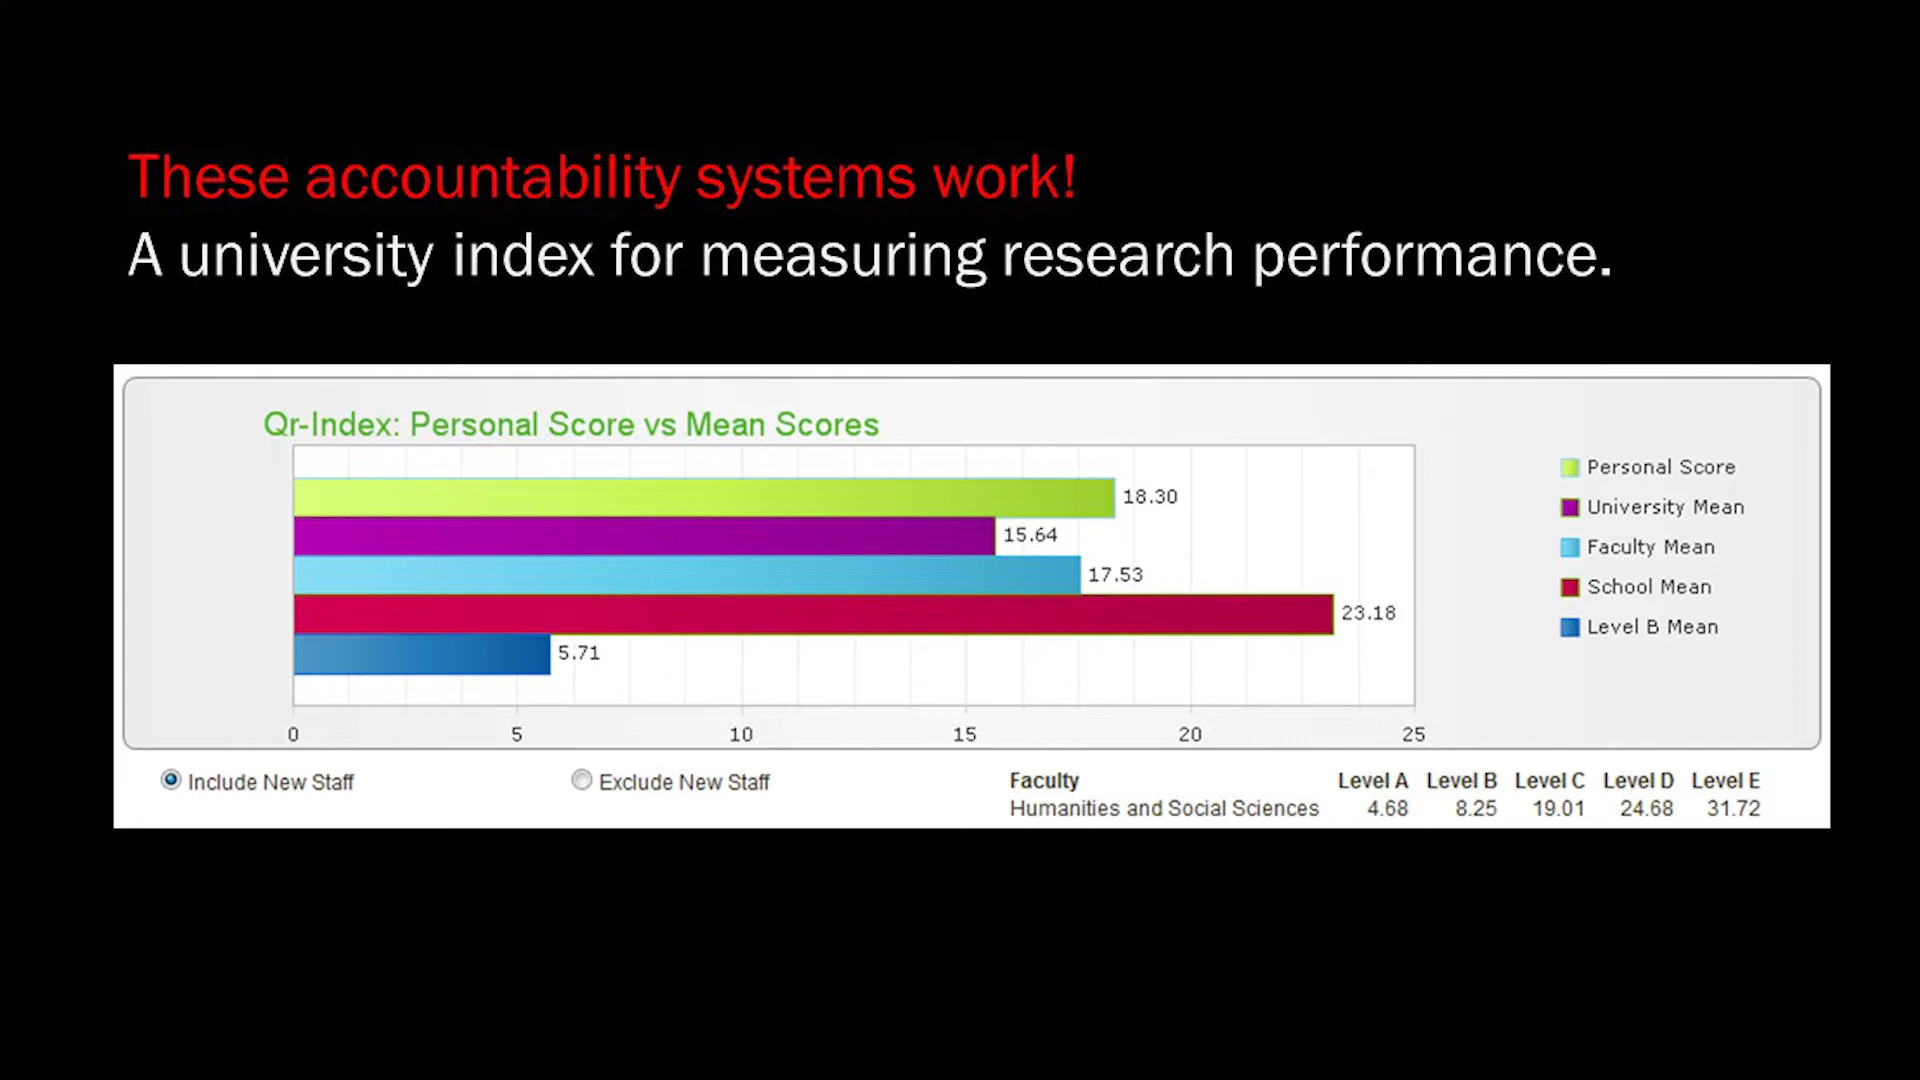 These accountability systems work!
A university index for measuring research performance.
Qr-Index: Personal Score vs Mean Scores
18.30
15.64
17.53
23.18
5.71
0 5 10 15 20 25
Personal Score
University Mean
Faculty Mean
School Mean
Level B Mean
Include New Staff Exclude New Staff
Faculty Level A Level B Level C Level D Level E
Humanities and Social Sciences 4.68 8.25 19.01 24.68 31.72